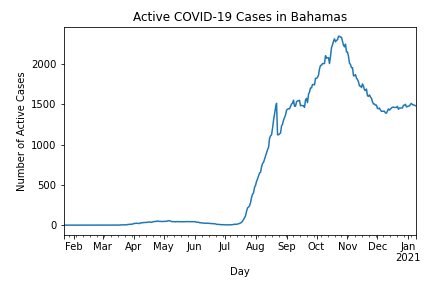 Active COVID-19 Cases in Bahamas
Number of Active Cases
2000
1500
1000
500
0
Feb Mar Apr May Jun Jul Aug Sep Oct Nov Dec Jan
2021
Day